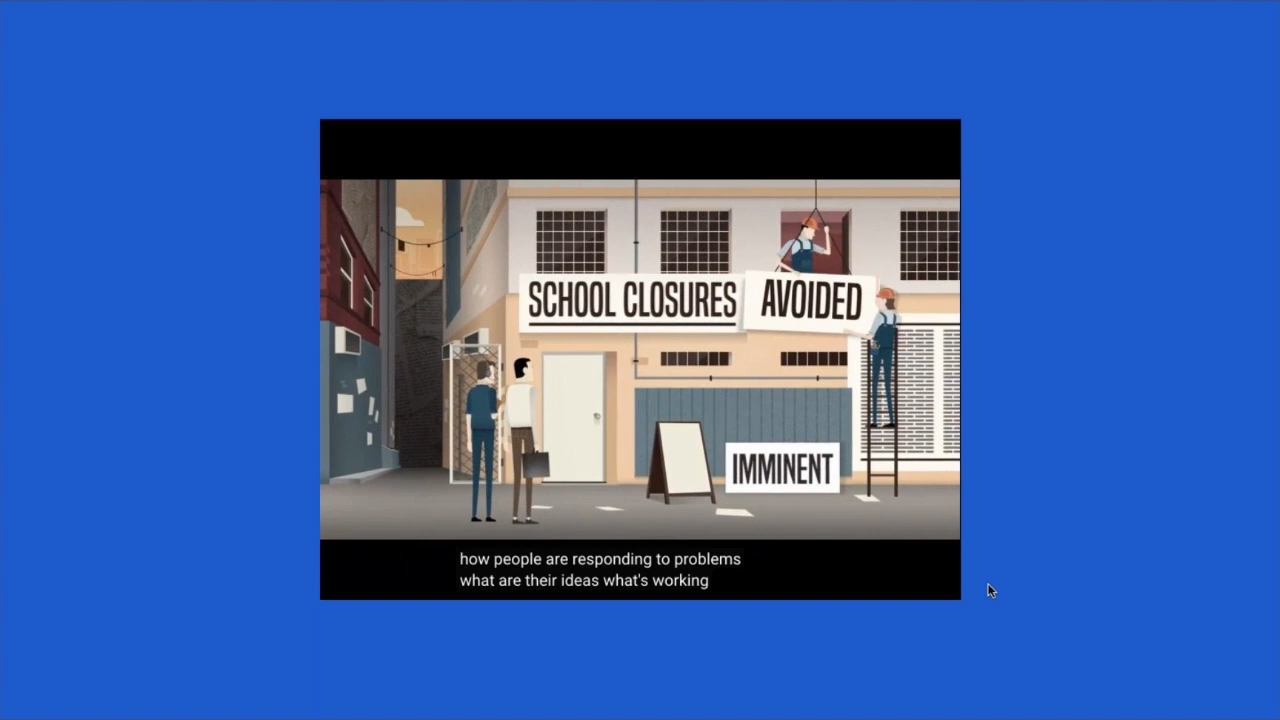 SCHOOL CLOSURES AVOIDED
IMMINENT
how people are responding to problems
what are their ideas what's working